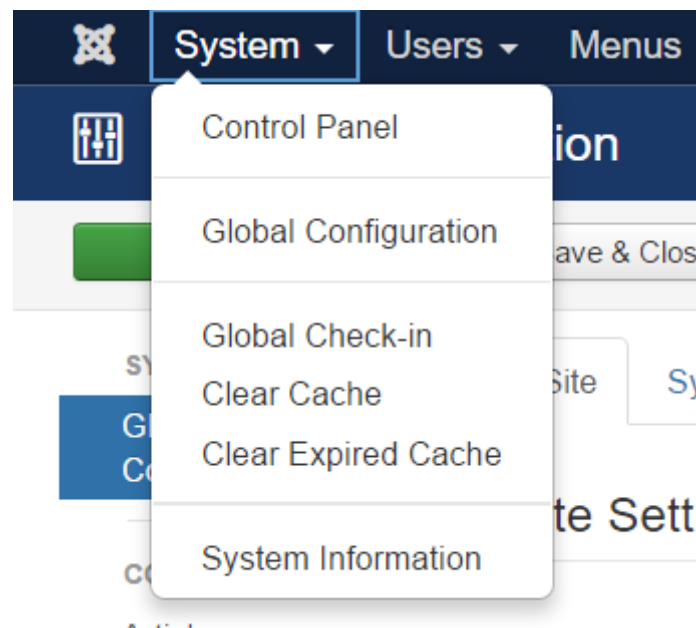 System Users Menus
Control Panel
ion
Global Configuration
ave & Clos
Global Check-in
Site Sy
Clear Cache
Clear Expired Cache
te Sett
System Information